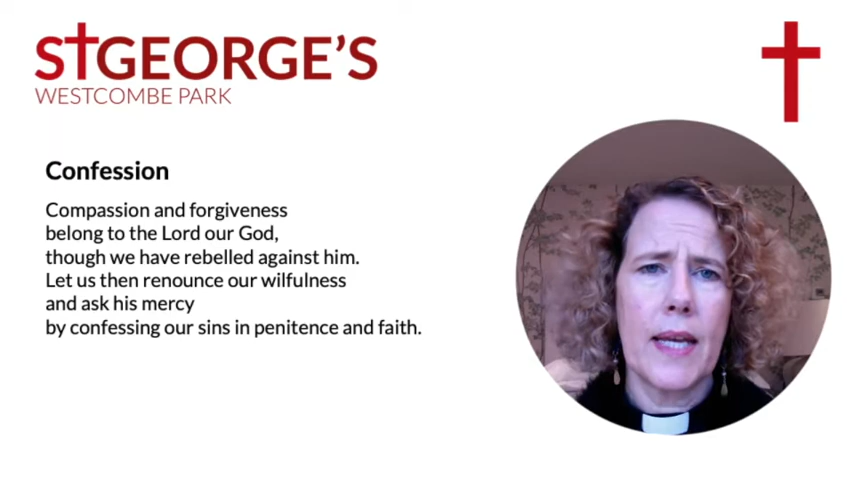 STGEORGE'S
WESTCOMBE PARK
Confession
Compassion and forgiveness
belong to the Lord our God,
though we have rebelled against him.
Let us then renounce our wilfulness
and ask his mercy
by confessing our sins in penitence and faith.